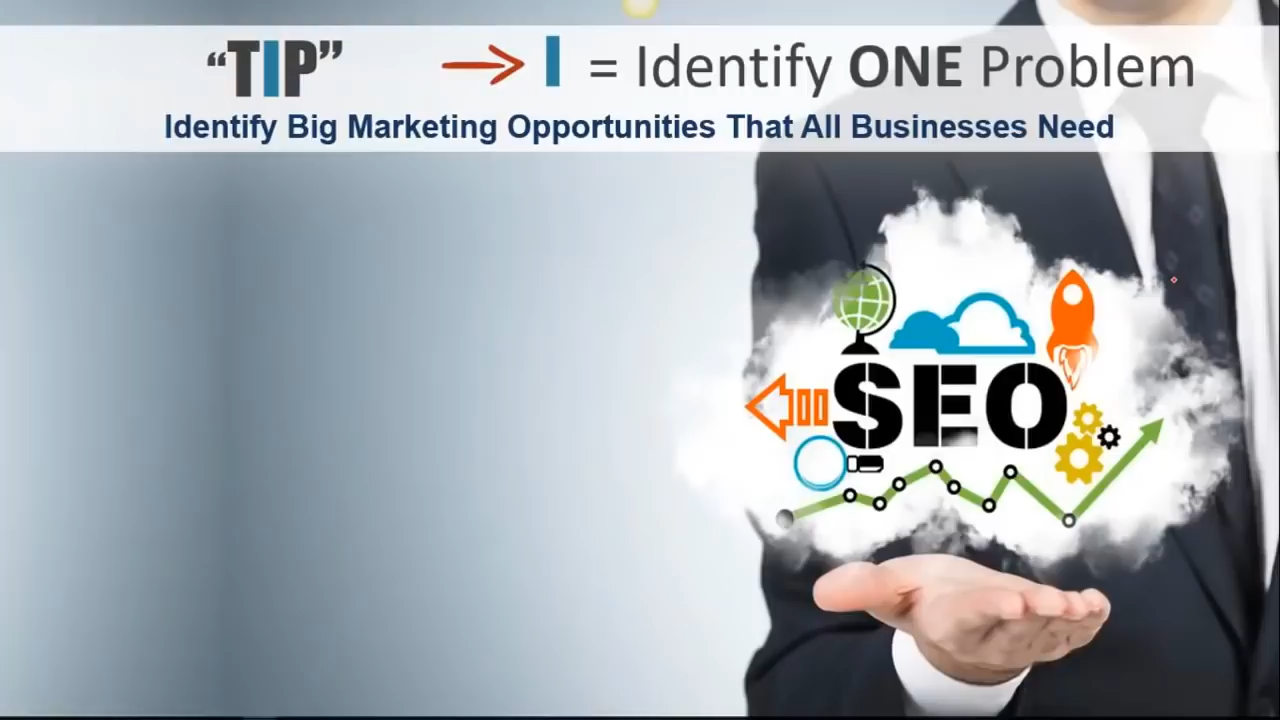 “TIP” → I = Identify ONE Problem
Identify Big Marketing Opportunities That All Businesses Need
SEO